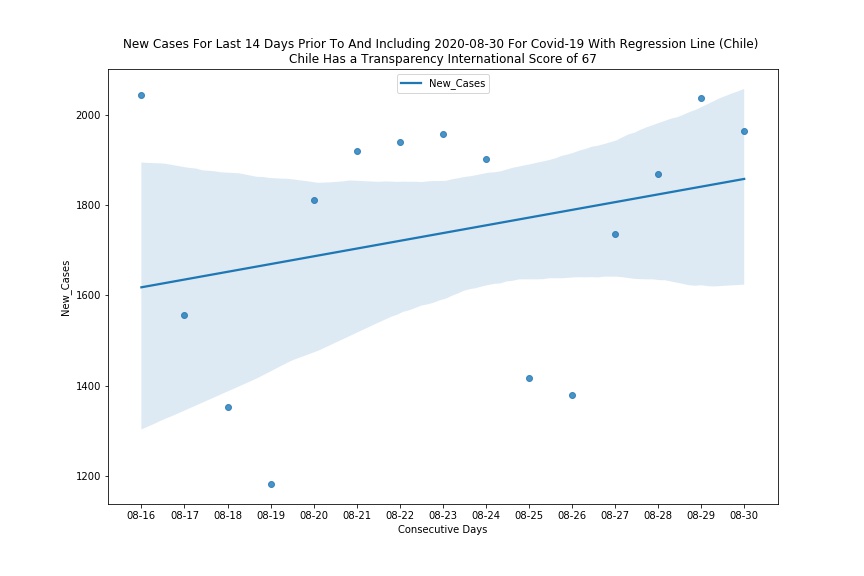 New Cases For Last 14 Days Prior To And Including 2020-08-30 For Covid-19 With Regression Line (Chile)
Chile Has a Transparency International Score of 67
New_Cases
2000
1800
1600
1400
1200
New_Cases
08-16 08-17 08-18 08-19 08-20 08-21 08-22 08-23 08-24 08-25 08-26 08-27 08-28 08-29 08-30
Consecutive Days